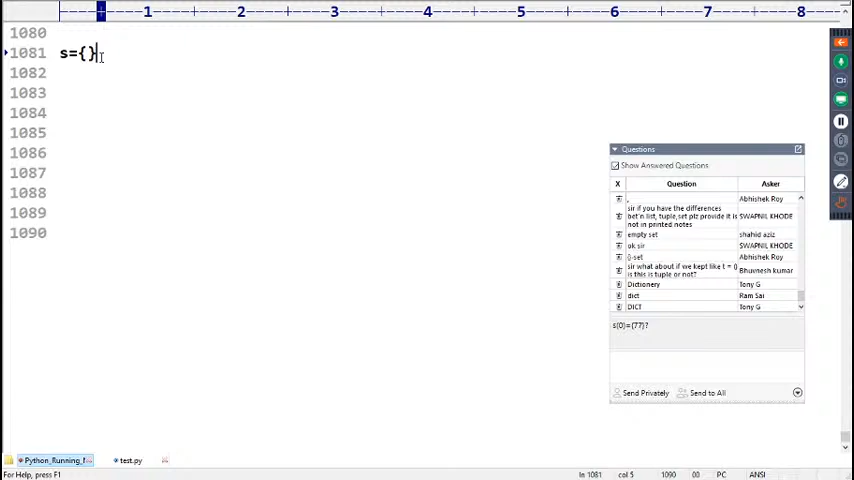 1 2 3 4 5 6 7 8
1080
1081 s={}
1082
1083
1084
1085
1086
1087
1088
1089
1090
Questions
Show Answered Questions
X Question Asker
, Abhishek Roy
sir if you have the differences
bet'n list, tuple,set plz provide it is SWAPNIL KHODE
not in printed notes
empty set shahid aziz
ok sir SWAPNIL KHODE
{}-set Abhishek Roy
sir what about if we kept like t = () Bhuvnesh kumar
is this is tuple or not?
Dictionery Tony G
dict Ram Sai
DICT Tony G
s(0)={77}?
Send Privately Send to All
Python_Running_ test.py
For Help, press F1 ln 1081 col 5 1090 00 PC ANSI